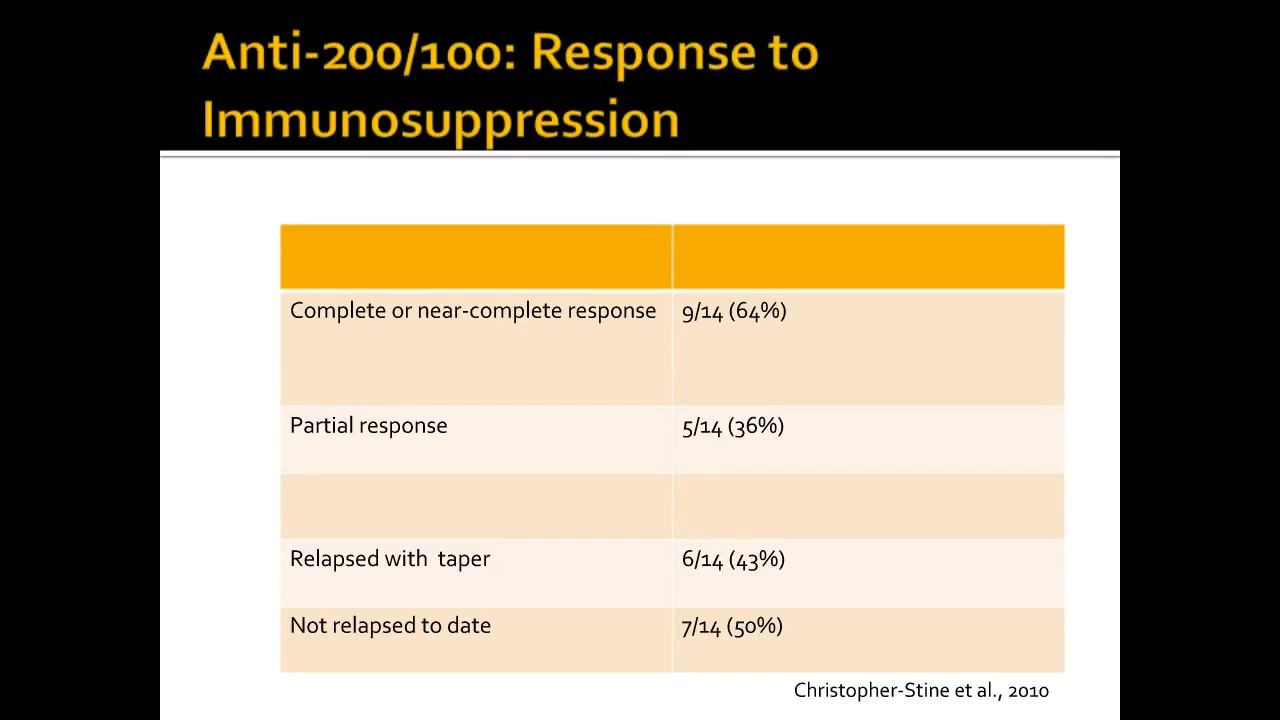 Anti-200/100: Response to
Immunosuppression
Complete or near-complete response 9/14 (64%)
Partial response 5/14 (36%)
Relapsed with taper 6/14 (43%)
Not relapsed to date 7/14 (50%)
Christopher-Stine et al., 2010